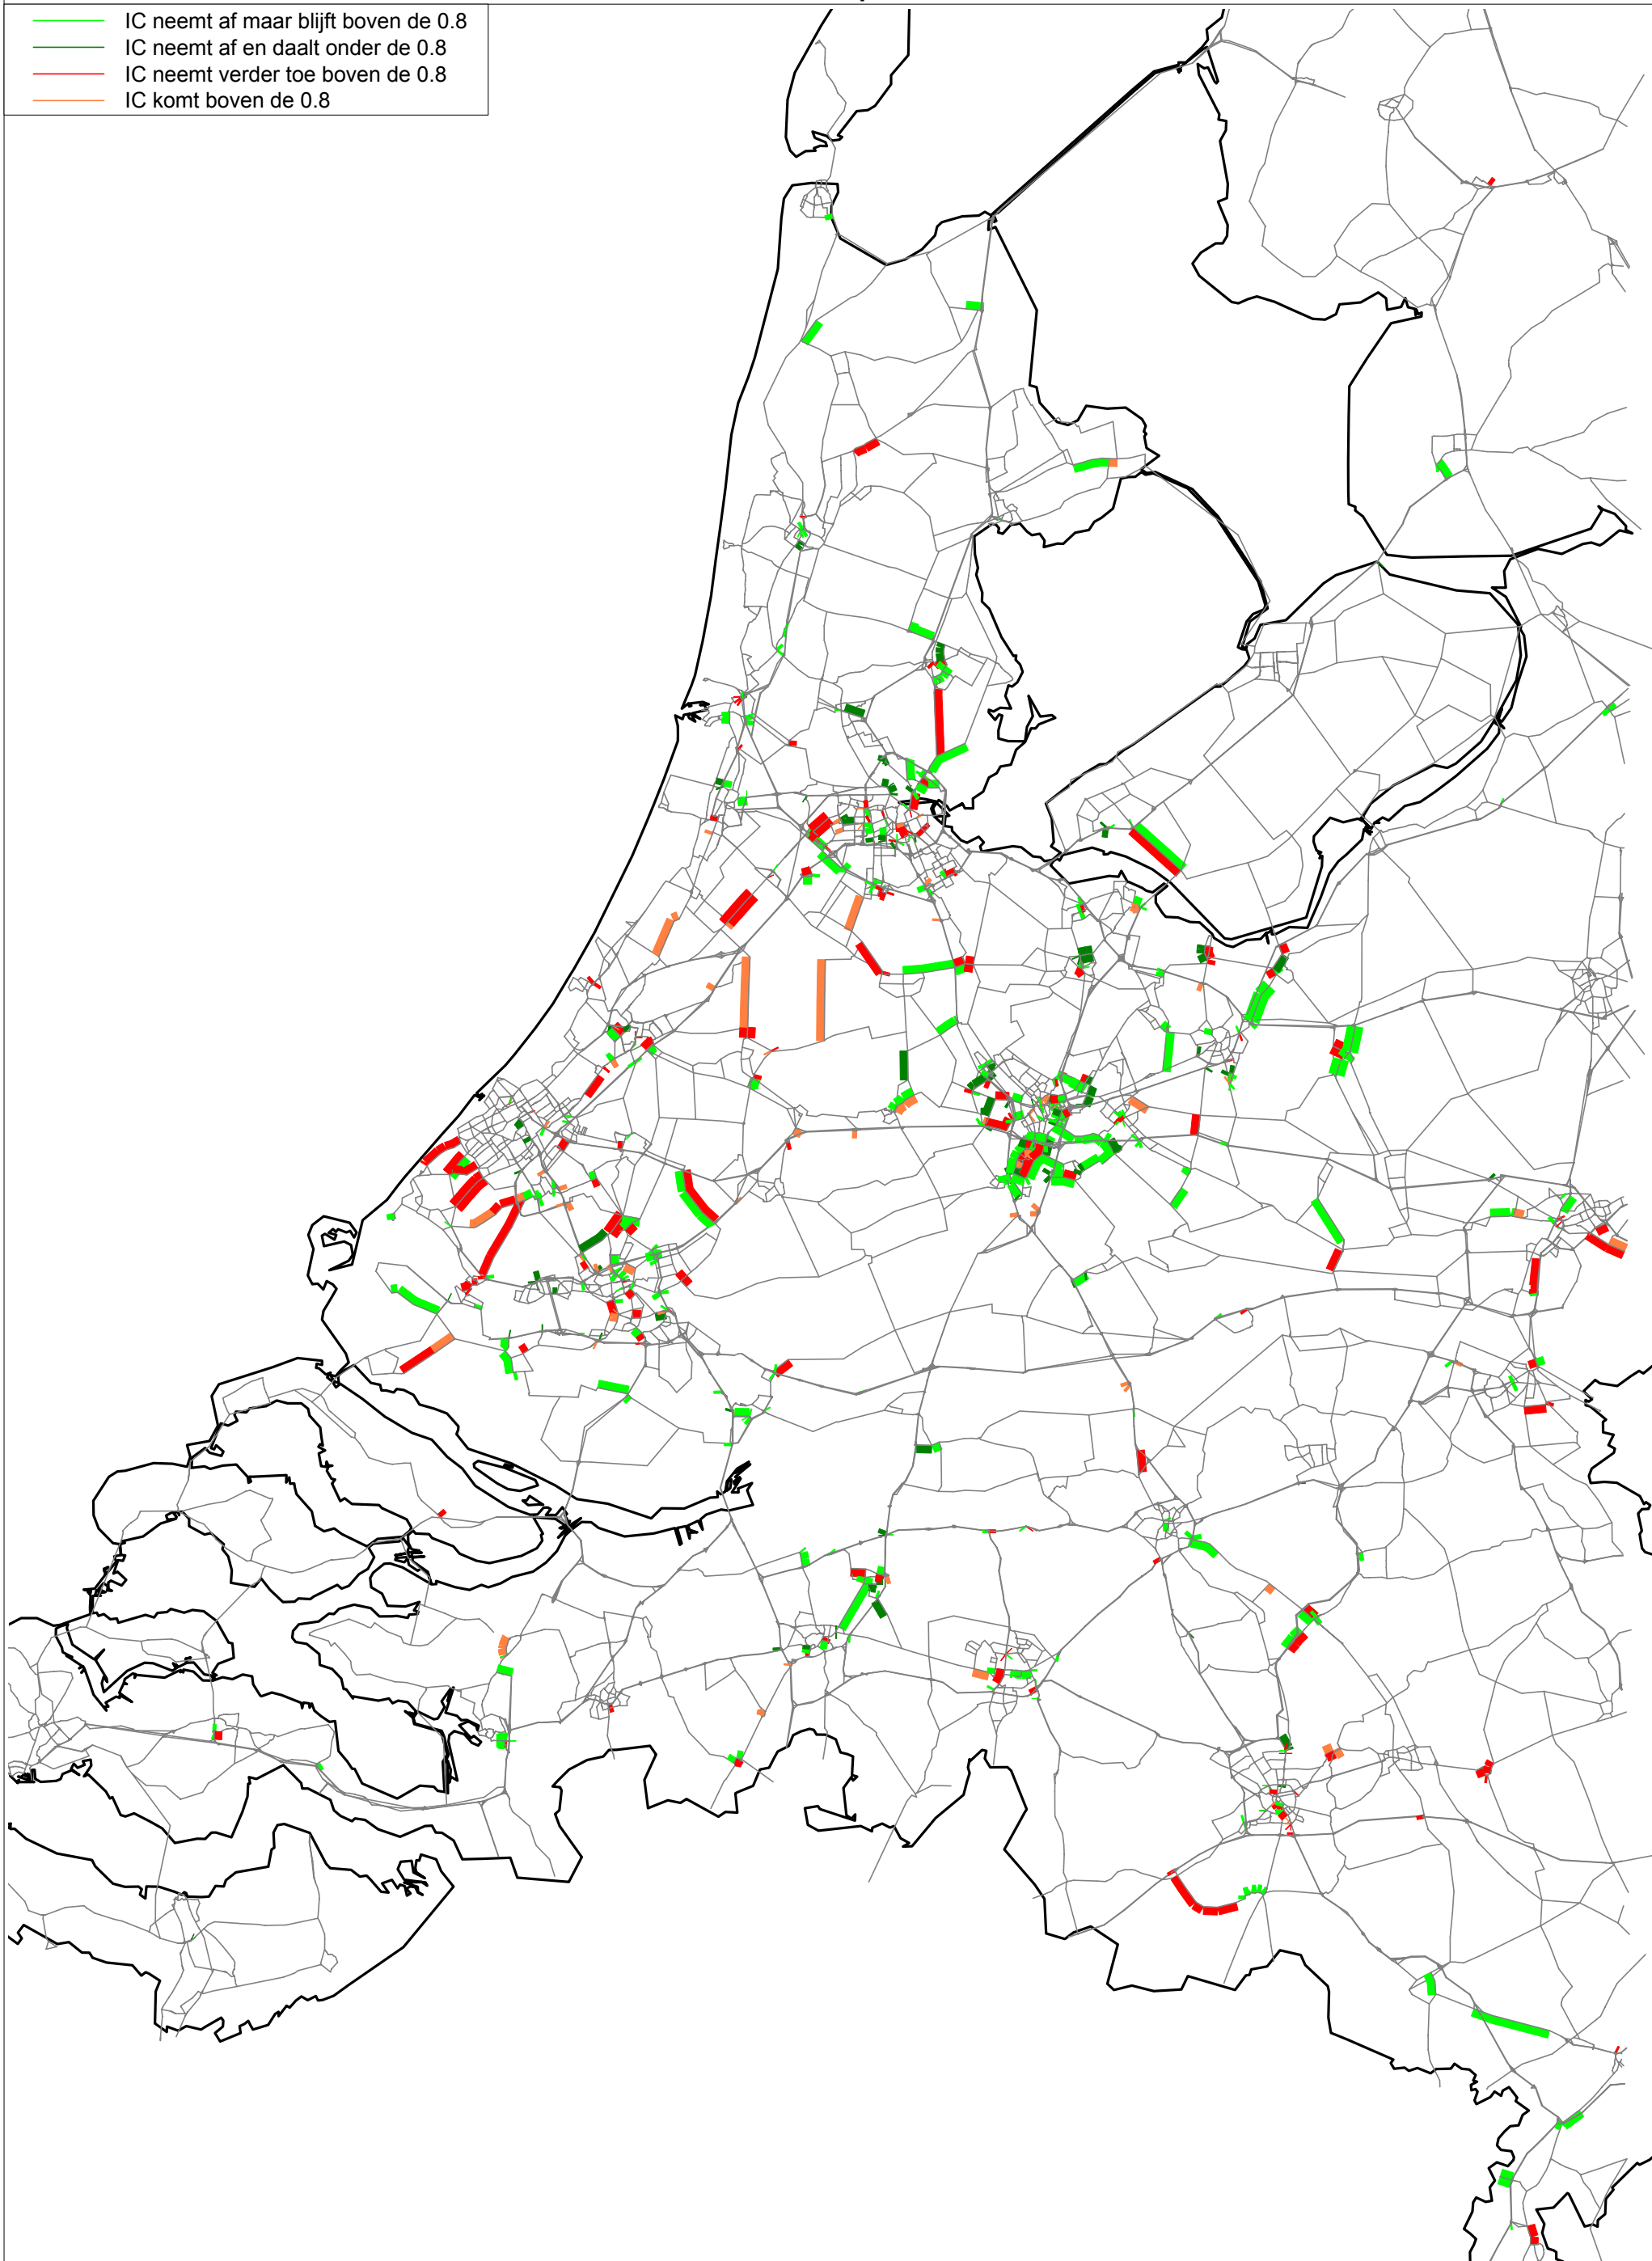 IC neemt af maar blijft boven de 0.8
IC neemt af en daalt onder de 0.8
IC neemt verder toe boven de 0.8
IC komt boven de 0.8